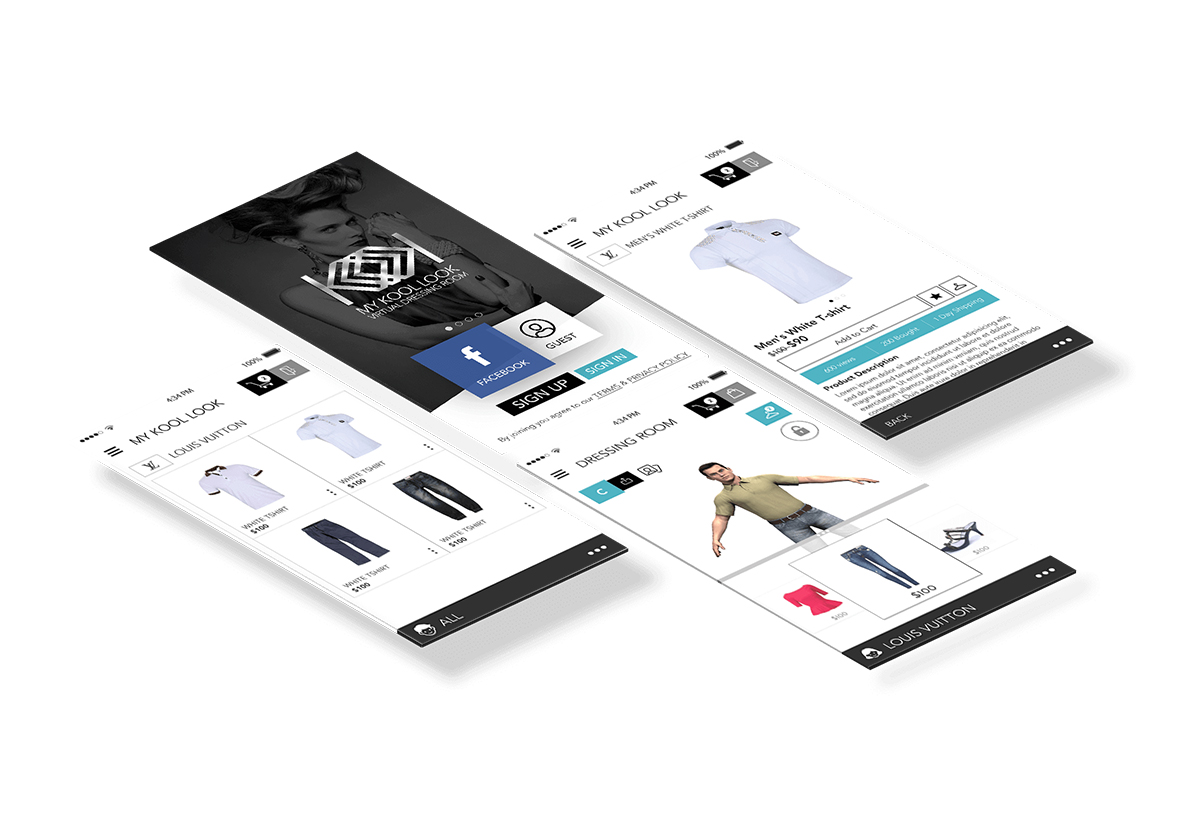 MY KOOL LOOK
VIRTUAL DRESSING ROOM
FACEBOOK
GUEST
SIGN UP
SIGN IN
By joining you agree to our TERMS & PRIVACY POLICY
4:34 PM
100%
MY KOOL LOOK
LV
MEN'S WHITE T-SHIRT
Men's White T-shirt
$100 $90
Add to Cart
600 views
200 Bought
1 Day Shipping
Product Description
Lorem ipsum dolor sit amet, consectetur adipisicing elit,
sed do eiusmod tempor incididunt ut labore et dolore
magna aliqua. Ut enim ad minim veniam, quis nostrud
exercitation ullamco laboris nisi ut aliquip ex ea commodo
consequat. Duis aute irure dolor in reprehenderit in
BACK
4:34 PM
100%
MY KOOL LOOK
LV
LOUIS VUITTON
WHITE TSHIRT
$100
WHITE TSHIRT
$100
WHITE TSHIRT
$100
WHITE TSHIRT
$100
ALL
4:34 PM
100%
DRESSING ROOM
C
$100
$100
$100
LOUIS VUITTON